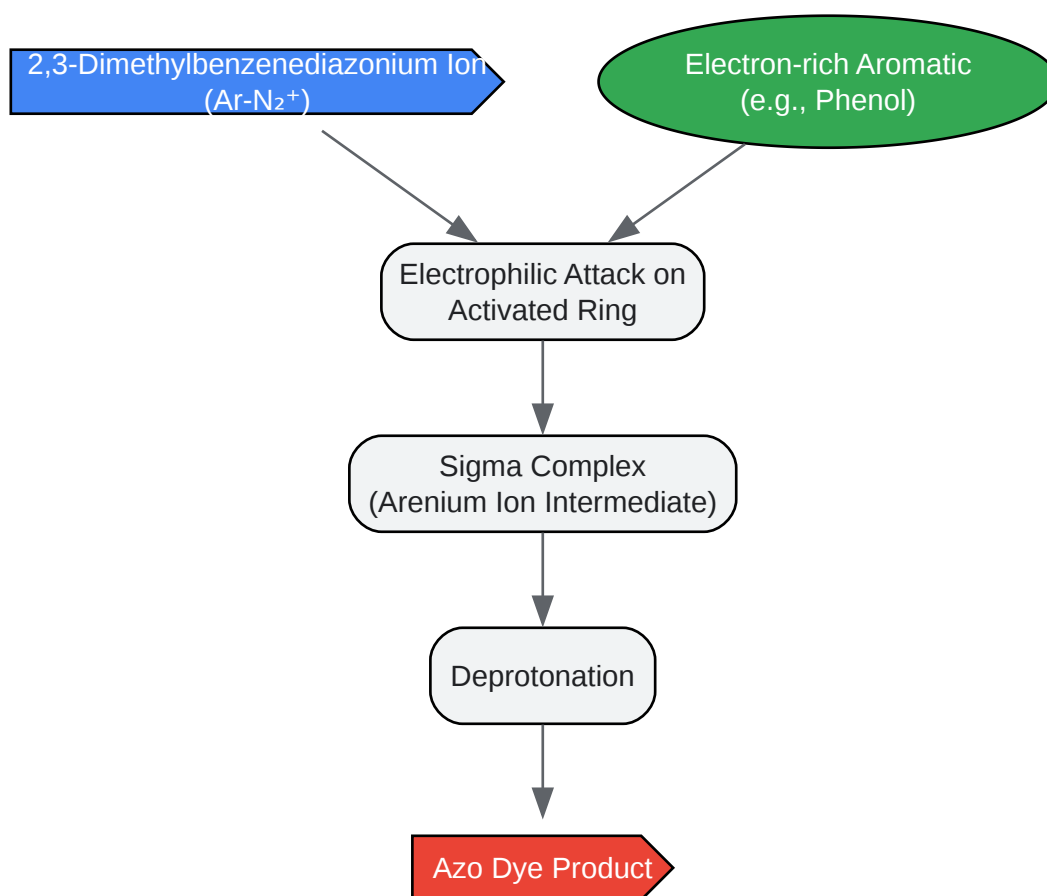 2,3-Dimethylbenzenediazonium Ion
(Ar-N₂⁺)
Electron-rich Aromatic
(e.g., Phenol)
Electrophilic Attack on
Activated Ring
Sigma Complex
(Arenium Ion Intermediate)
Deprotonation
Azo Dye Product